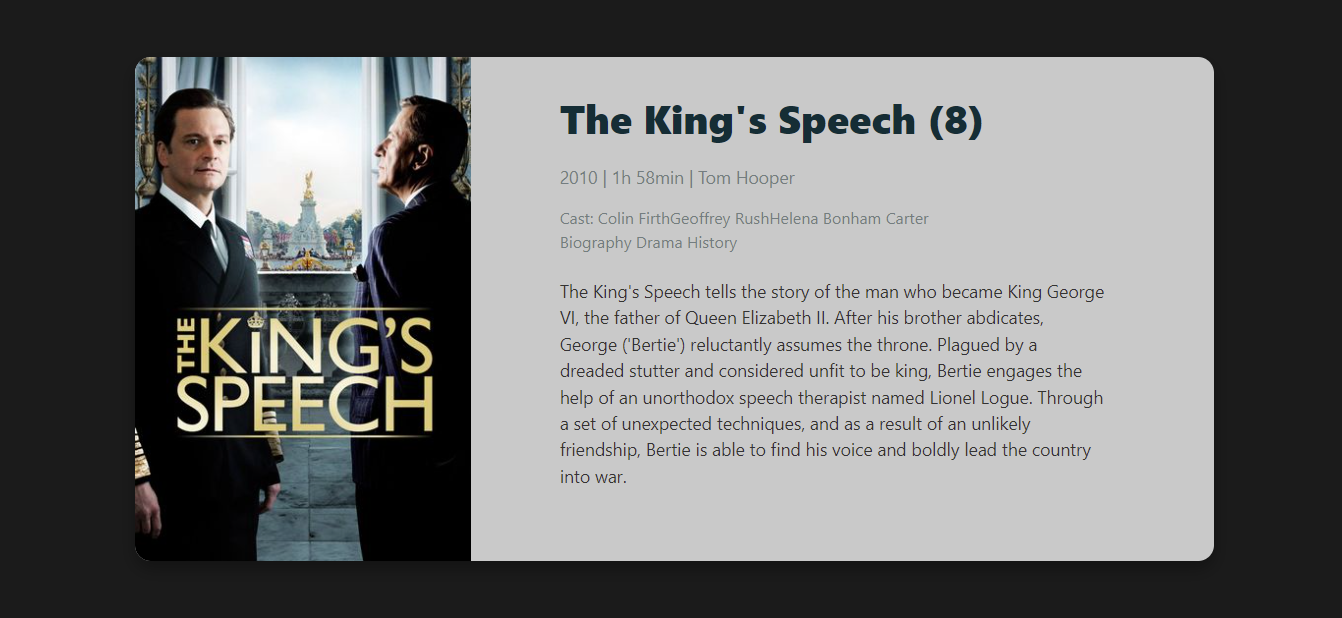 THE KiNG'S
SPEECH
The King's Speech (8)
2010 | 1h 58min | Tom Hooper
Cast: Colin FirthGeoffrey RushHelena Bonham Carter
Biography Drama History
The King's Speech tells the story of the man who became King George
VI, the father of Queen Elizabeth II. After his brother abdicates,
George ('Bertie') reluctantly assumes the throne. Plagued by a
dreaded stutter and considered unfit to be king, Bertie engages the
help of an unorthodox speech therapist named Lionel Logue. Through
a set of unexpected techniques, and as a result of an unlikely
friendship, Bertie is able to find his voice and boldly lead the country
into war.